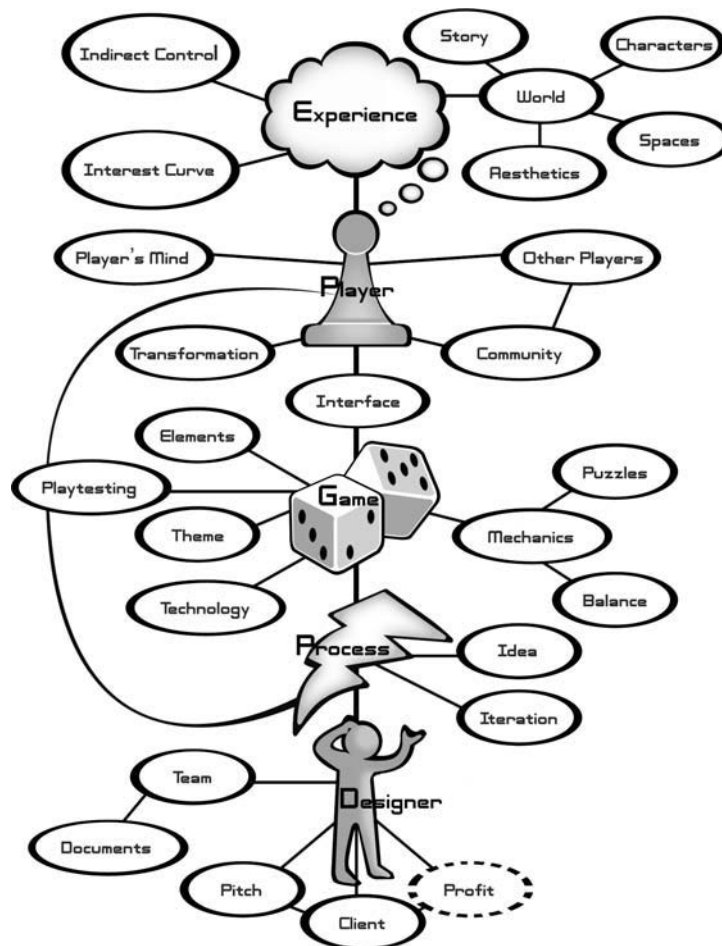 Story
Characters
Indirect Control
World
Experience
Spaces
Interest Curve
Aesthetics
Player's Mind
Other Players
Player
Transformation
Community
Interface
Elements
Puzzles
Playtesting
Game
Theme
Mechanics
Technology
Balance
Process
Idea
Iteration
Team
Designer
Documents
Pitch
Profit
Client